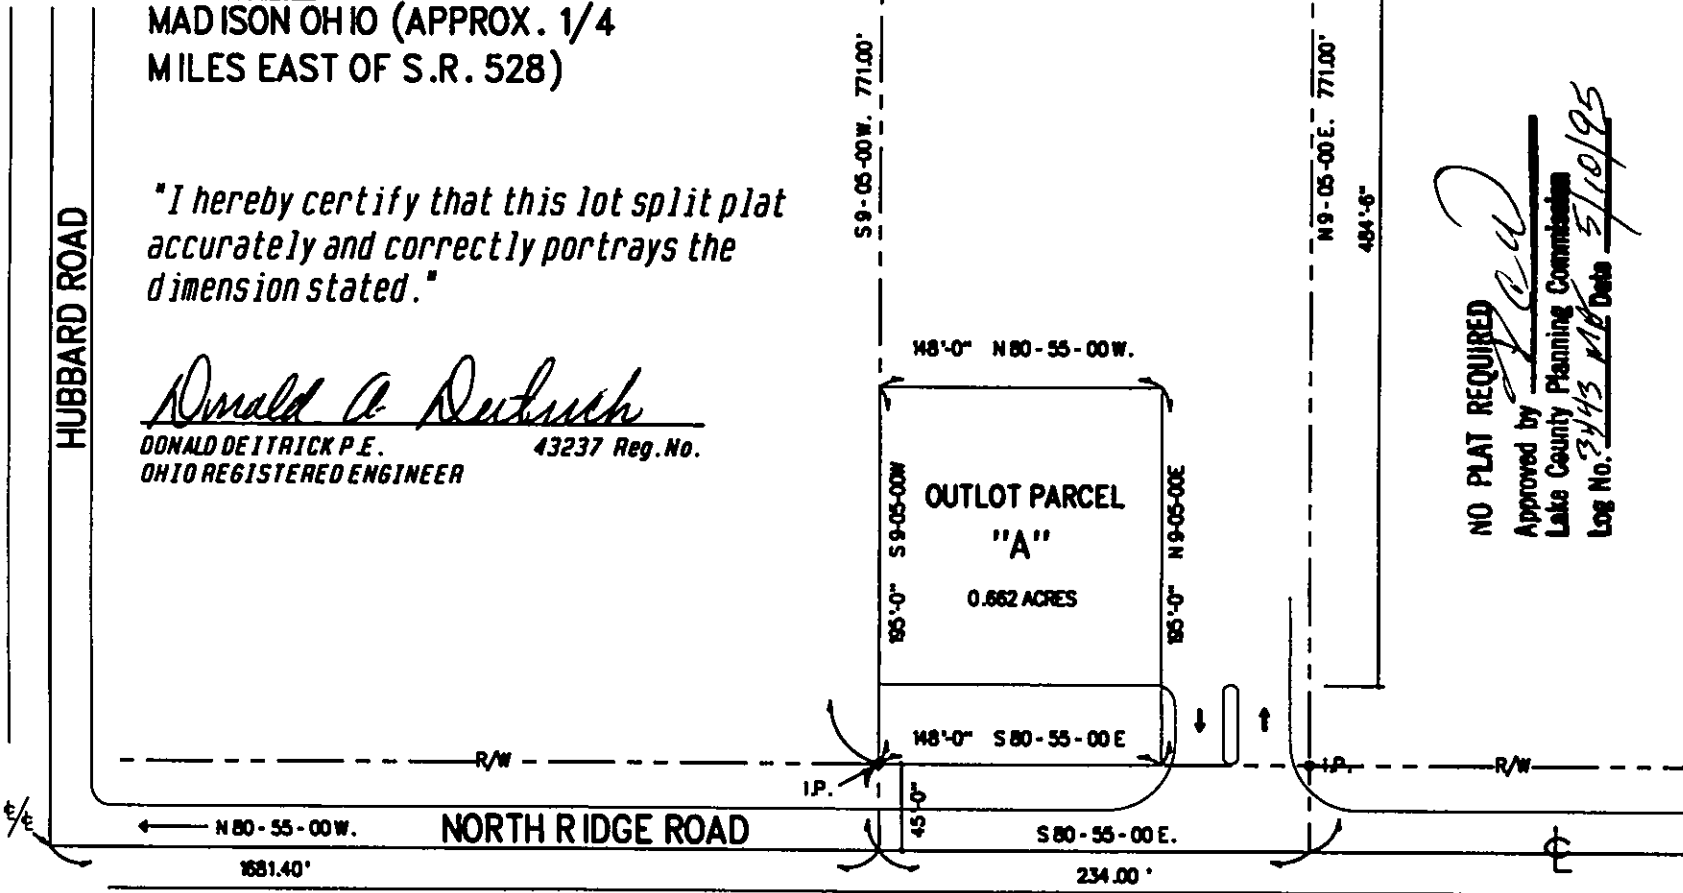 MADISON OHIO (APPROX. 1/4
MILES EAST OF S.R. 528)
"I hereby certify that this lot split plat
accurately and correctly portrays the
dimension stated."
DONALD DEITRICK P.E. 43237 Reg.No.
OHIO REGISTERED ENGINEER
HUBBARD ROAD
S 9-05-00 W. 771.00'
N 9-05-00 E. 771.00'
484'-6"
148'-0" N 80-55-00 W.
195'-0" S 9-05-00W
OUTLOT PARCEL
"A"
0.662 ACRES
195'-0" N 9-05-00E
148'-0" S 80-55-00 E
R/W
I.P.
I.P.
R/W
45'-0"
N 80-55-00 W.
NORTH RIDGE ROAD
S 80-55-00 E.
1681.40'
234.00'
NO PLAT REQUIRED
Approved by
Lake County Planning Commission
Log No. Date 5/10/95